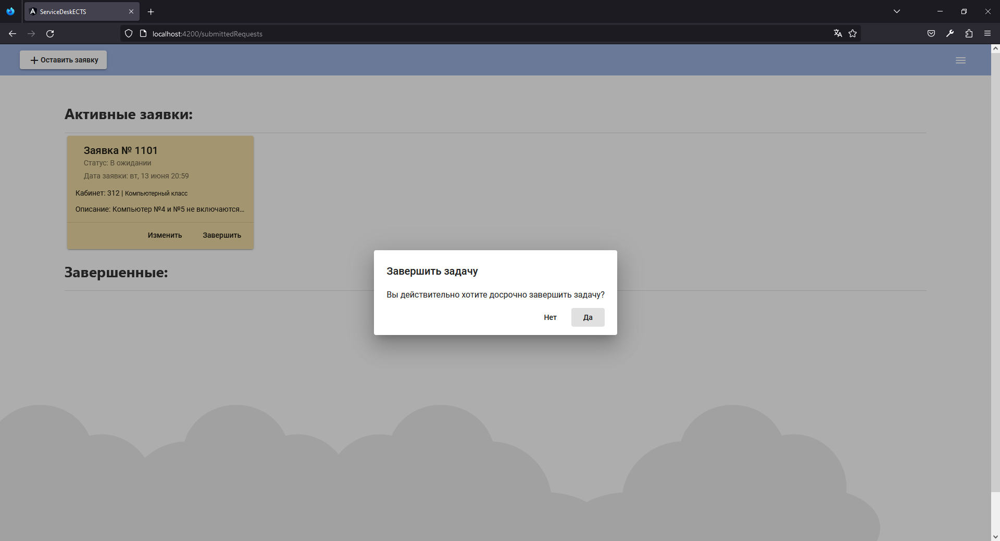 ServiceDeskECTS
localhost:4200/submittedRequests
Оставить заявку
Активные заявки:
Заявка № 1101
Статус: В ожидании
Дата заявки: вт, 13 июня 20:59
Кабинет: 312 | Компьютерный класс
Описание: Компьютер №4 и №5 не включаются...
Изменить Завершить
Завершенные:
Завершить задачу
Вы действительно хотите досрочно завершить задачу?
Нет Да